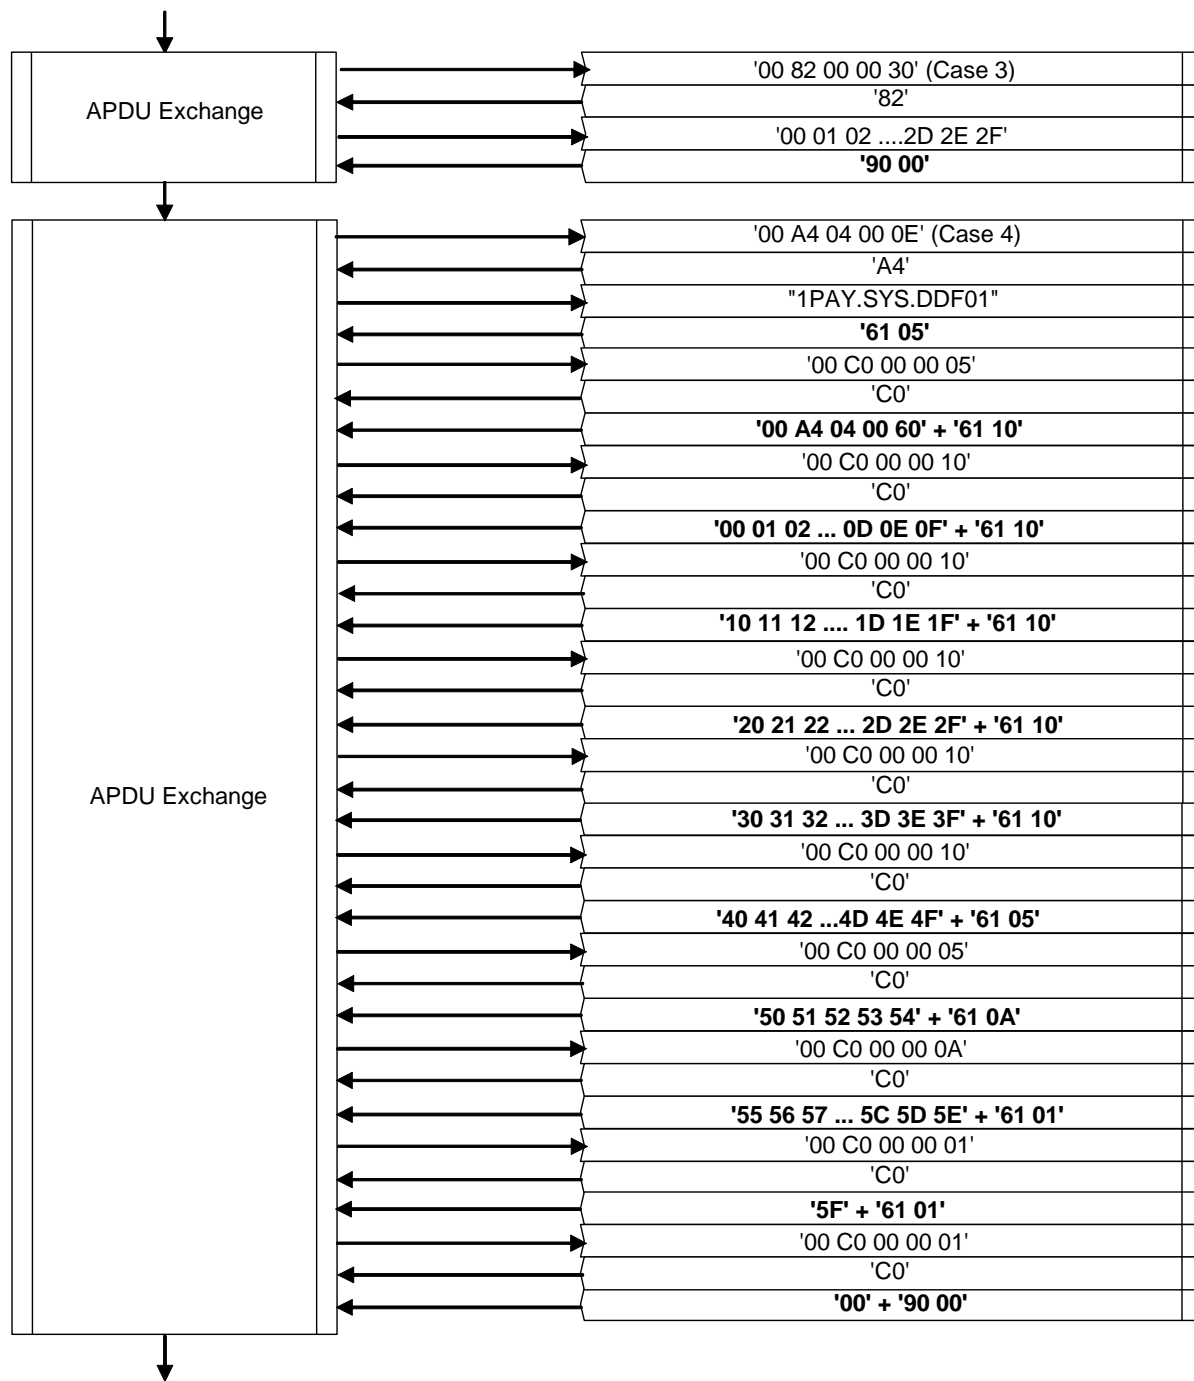 APDU Exchange
'00 82 00 00 30' (Case 3)
'82'
'00 01 02 ....2D 2E 2F'
'90 00'
APDU Exchange
'00 A4 04 00 0E' (Case 4)
'A4'
"1PAY.SYS.DDF01"
'61 05'
'00 C0 00 00 05'
'C0'
'00 A4 04 00 60' + '61 10'
'00 C0 00 00 10'
'C0'
'00 01 02 ... 0D 0E 0F' + '61 10'
'00 C0 00 00 10'
'C0'
'10 11 12 .... 1D 1E 1F' + '61 10'
'00 C0 00 00 10'
'C0'
'20 21 22 ... 2D 2E 2F' + '61 10'
'00 C0 00 00 10'
'C0'
'30 31 32 ... 3D 3E 3F' + '61 10'
'00 C0 00 00 10'
'C0'
'40 41 42 ...4D 4E 4F' + '61 05'
'00 C0 00 00 05'
'C0'
'50 51 52 53 54' + '61 0A'
'00 C0 00 00 0A'
'C0'
'55 56 57 ... 5C 5D 5E' + '61 01'
'00 C0 00 00 01'
'C0'
'5F' + '61 01'
'00 C0 00 00 01'
'C0'
'00' + '90 00'